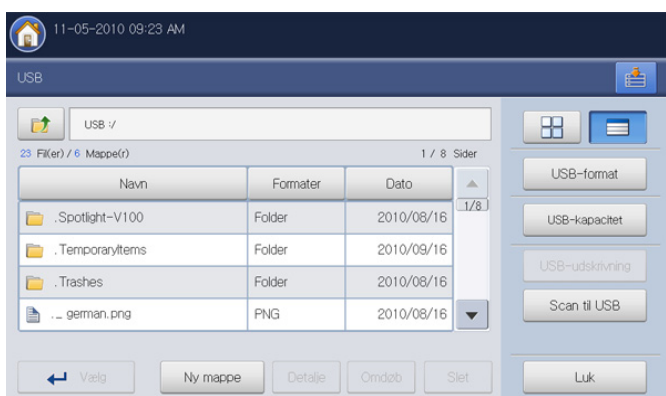 11-05-2010 09:23 AM
USB
USB :/
23 Fil(er) / 6 Mappe(r) 1 / 8 Sider
Navn Formater Dato
.Spotlight-V100 Folder 2010/08/16
.TemporaryItems Folder 2010/09/16
.Trashes Folder 2010/08/16
._ german.png PNG 2010/08/16
1/8
USB-format
USB-kapacitet
USB-udskrivning
Scan til USB
Vælg Ny mappe Detalje Omdøb Slet Luk